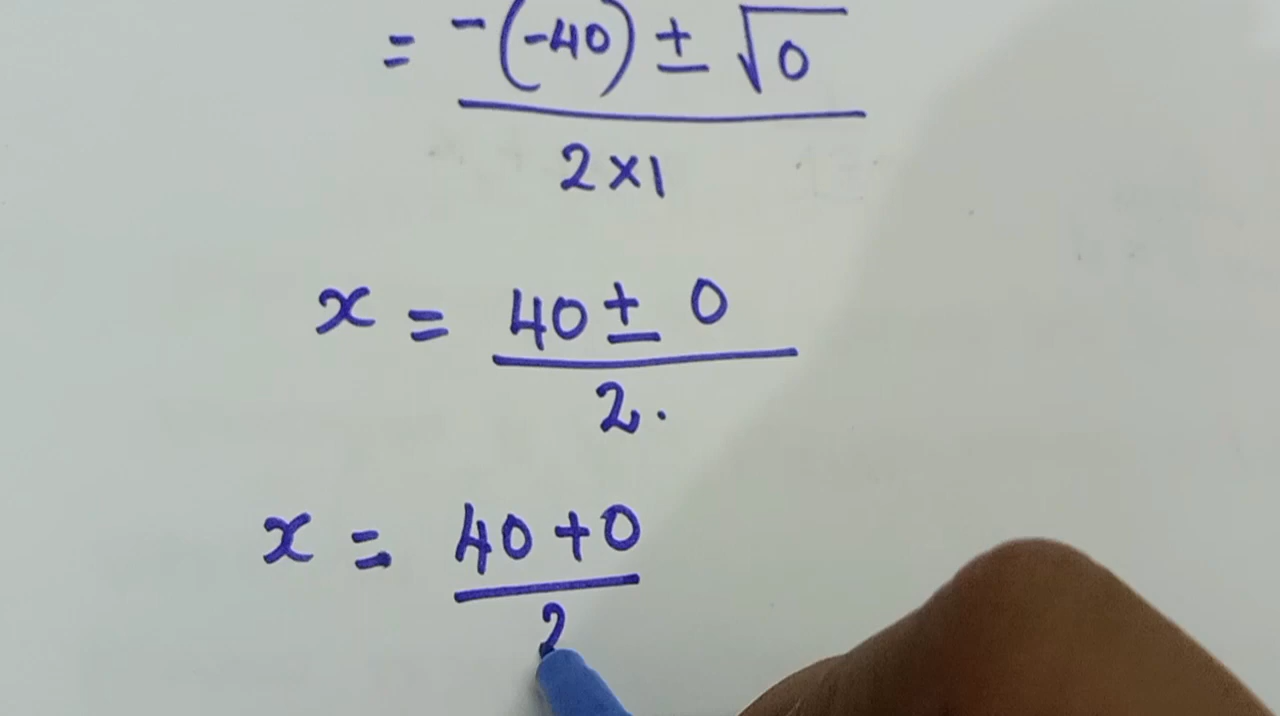 = -(-40) ± √0
2×1
x = 40 ± 0
2.
x = 40 + 0
2